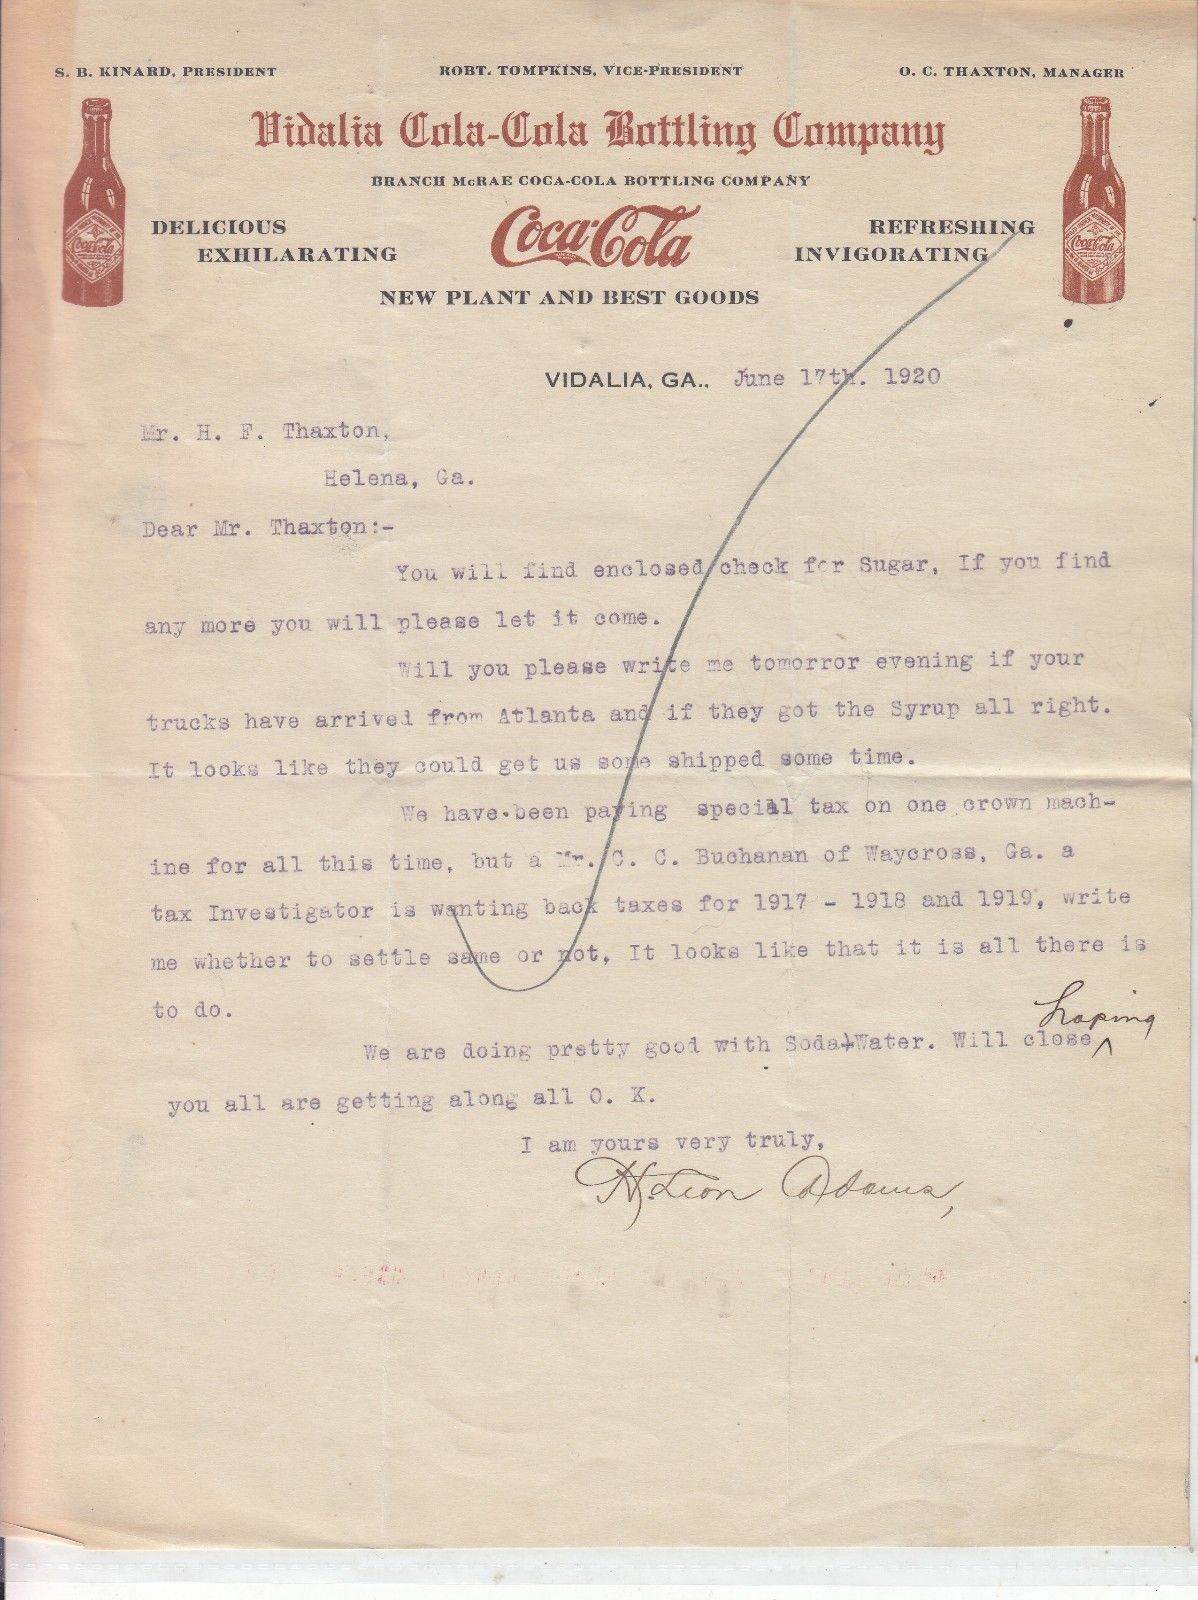 S. B. KINARD, PRESIDENT ROBT. TOMPKINS, VICE-PRESIDENT O. C. THAXTON, MANAGER
Vidalia Cola-Cola Bottling Company
BRANCH McRAE COCA-COLA BOTTLING COMPANY
DELICIOUS Coca-Cola REFRESHING
EXHILARATING INVIGORATING
Coca-Cola Coca-Cola
NEW PLANT AND BEST GOODS
VIDALIA, GA., June 17th. 1920
Mr. H. F. Thaxton,
Helena, Ga.
Dear Mr. Thaxton:-
You will find enclosed check for Sugar, If you find
any more you will please let it come.
Will you please write me tomorror evening if your
trucks have arrived from Atlanta and if they got the Syrup all right.
It looks like they could get us some shipped some time.
We have been paying special tax on one crown mach-
ine for all this time, but a Mr. C. C. Buchanan of Waycross, Ga. a
tax Investigator is wanting back taxes for 1917 - 1918 and 1919, write
me whether to settle same or not, It looks like that it is all there is
to do.
hoping
We are doing pretty good with Soda Water. Will close ^
you all are getting along all O. K.
I am yours very truly,
H. Leon Adams,